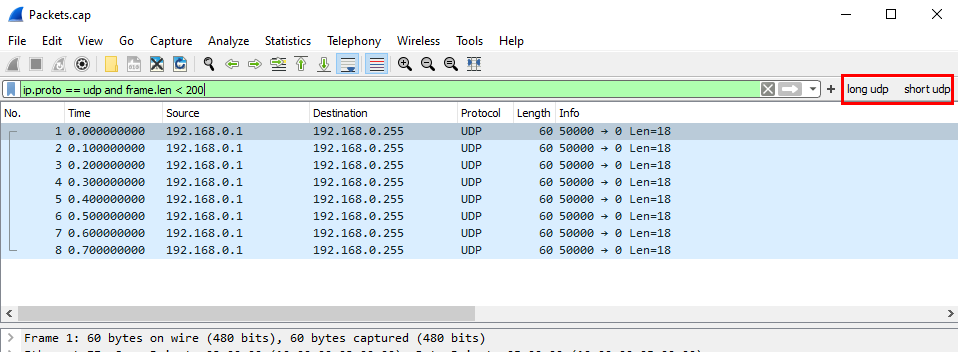 Packets.cap
File Edit View Go Capture Analyze Statistics Telephony Wireless Tools Help
ip.proto == udp and frame.len < 200 + long udp short udp
No. Time Source Destination Protocol Length Info
1 0.000000000 192.168.0.1 192.168.0.255 UDP 60 50000 → 0 Len=18
2 0.100000000 192.168.0.1 192.168.0.255 UDP 60 50000 → 0 Len=18
3 0.200000000 192.168.0.1 192.168.0.255 UDP 60 50000 → 0 Len=18
4 0.300000000 192.168.0.1 192.168.0.255 UDP 60 50000 → 0 Len=18
5 0.400000000 192.168.0.1 192.168.0.255 UDP 60 50000 → 0 Len=18
6 0.500000000 192.168.0.1 192.168.0.255 UDP 60 50000 → 0 Len=18
7 0.600000000 192.168.0.1 192.168.0.255 UDP 60 50000 → 0 Len=18
8 0.700000000 192.168.0.1 192.168.0.255 UDP 60 50000 → 0 Len=18
Frame 1: 60 bytes on wire (480 bits), 60 bytes captured (480 bits)